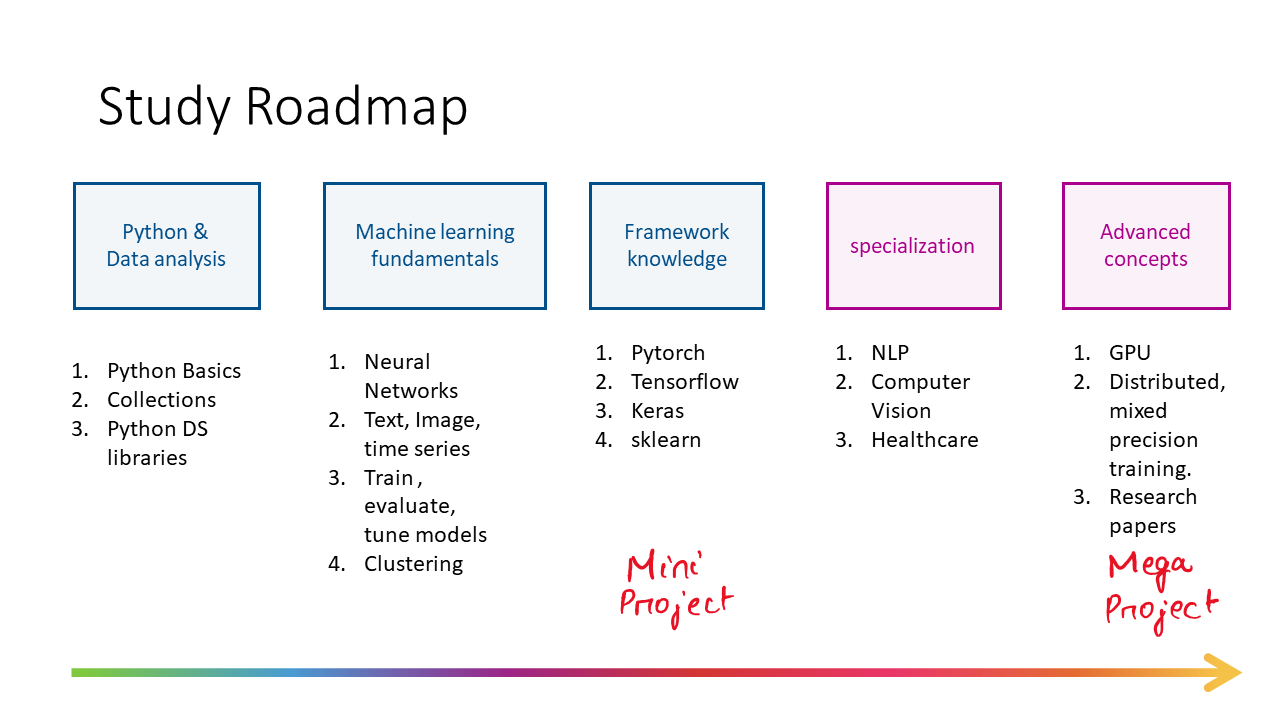 Study Roadmap
Python &
Data analysis
Machine learning
fundamentals
Framework
knowledge
specialization
Advanced
concepts
1. Python Basics
2. Collections
3. Python DS
libraries
1. Neural
Networks
2. Text, Image,
time series
3. Train ,
evaluate,
tune models
4. Clustering
1. Pytorch
2. Tensorflow
3. Keras
4. sklearn
Mini
Project
1. NLP
2. Computer
Vision
3. Healthcare
1. GPU
2. Distributed,
mixed
precision
training.
3. Research
papers
Mega
Project